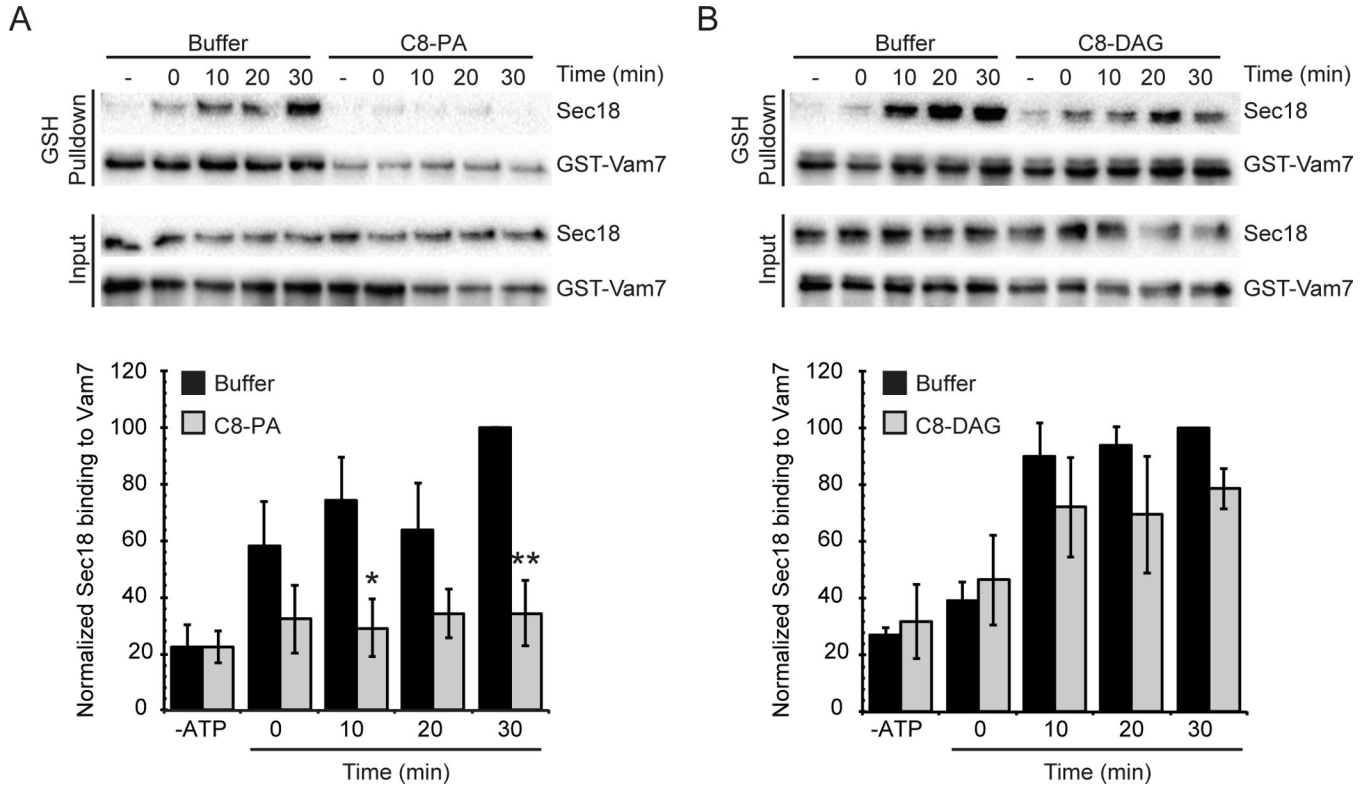 A
Buffer C8-PA
- 0 10 20 30 - 0 10 20 30 Time (min)
GSH Pulldown
Sec18
GST-Vam7
Input
Sec18
GST-Vam7
Normalized Sec18 binding to Vam7
120
100
80
60
40
20
0
Buffer
C8-PA
*
**
-ATP 0 10 20 30
Time (min)
B
Buffer C8-DAG
- 0 10 20 30 - 0 10 20 30 Time (min)
GSH Pulldown
Sec18
GST-Vam7
Input
Sec18
GST-Vam7
Normalized Sec18 binding to Vam7
120
100
80
60
40
20
0
Buffer
C8-DAG
-ATP 0 10 20 30
Time (min)